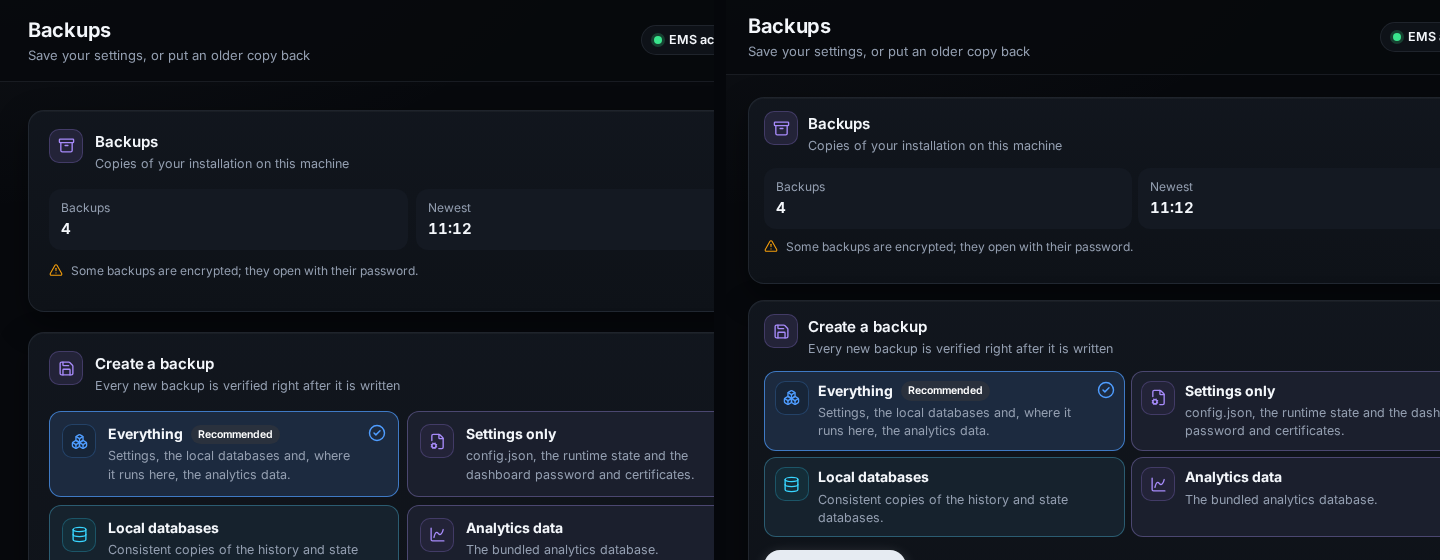 Backups
Save your settings, or put an older copy back
EMS ac
Backups
Copies of your installation on this machine
Backups
4
Newest
11:12
Some backups are encrypted; they open with their password.
Create a backup
Every new backup is verified right after it is written
Everything Recommended
Settings, the local databases and, where
it runs here, the analytics data.
Settings only
config.json, the runtime state and the
dashboard password and certificates.
Local databases
Consistent copies of the history and state
Analytics data
The bundled analytics database.
Backups
Save your settings, or put an older copy back
EMS
Backups
Copies of your installation on this machine
Backups
4
Newest
11:12
Some backups are encrypted; they open with their password.
Create a backup
Every new backup is verified right after it is written
Everything Recommended
Settings, the local databases and, where it
runs here, the analytics data.
Settings only
config.json, the runtime state and the dash
password and certificates.
Local databases
Consistent copies of the history and state
databases.
Analytics data
The bundled analytics database.